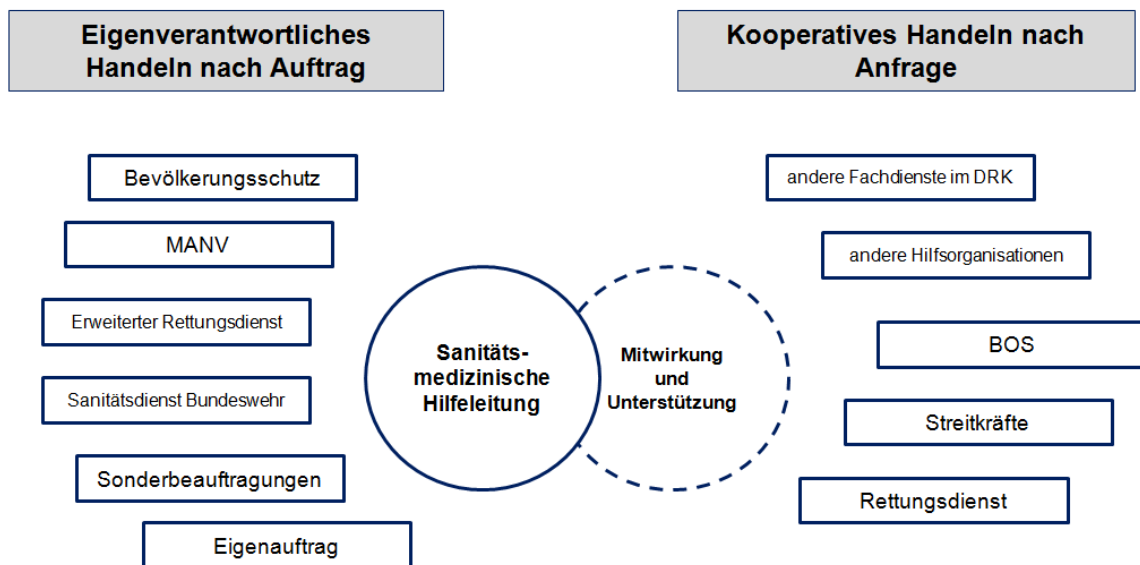 Eigenverantwortliches
Handeln nach Auftrag
Kooperatives Handeln nach
Anfrage
Bevölkerungsschutz
MANV
Erweiterter Rettungsdienst
Sanitätsdienst Bundeswehr
Sonderbeauftragungen
Eigenauftrag
Sanitäts-
medizinische
Hilfeleitung
Mitwirkung
und
Unterstützung
andere Fachdienste im DRK
andere Hilfsorganisationen
BOS
Streitkräfte
Rettungsdienst